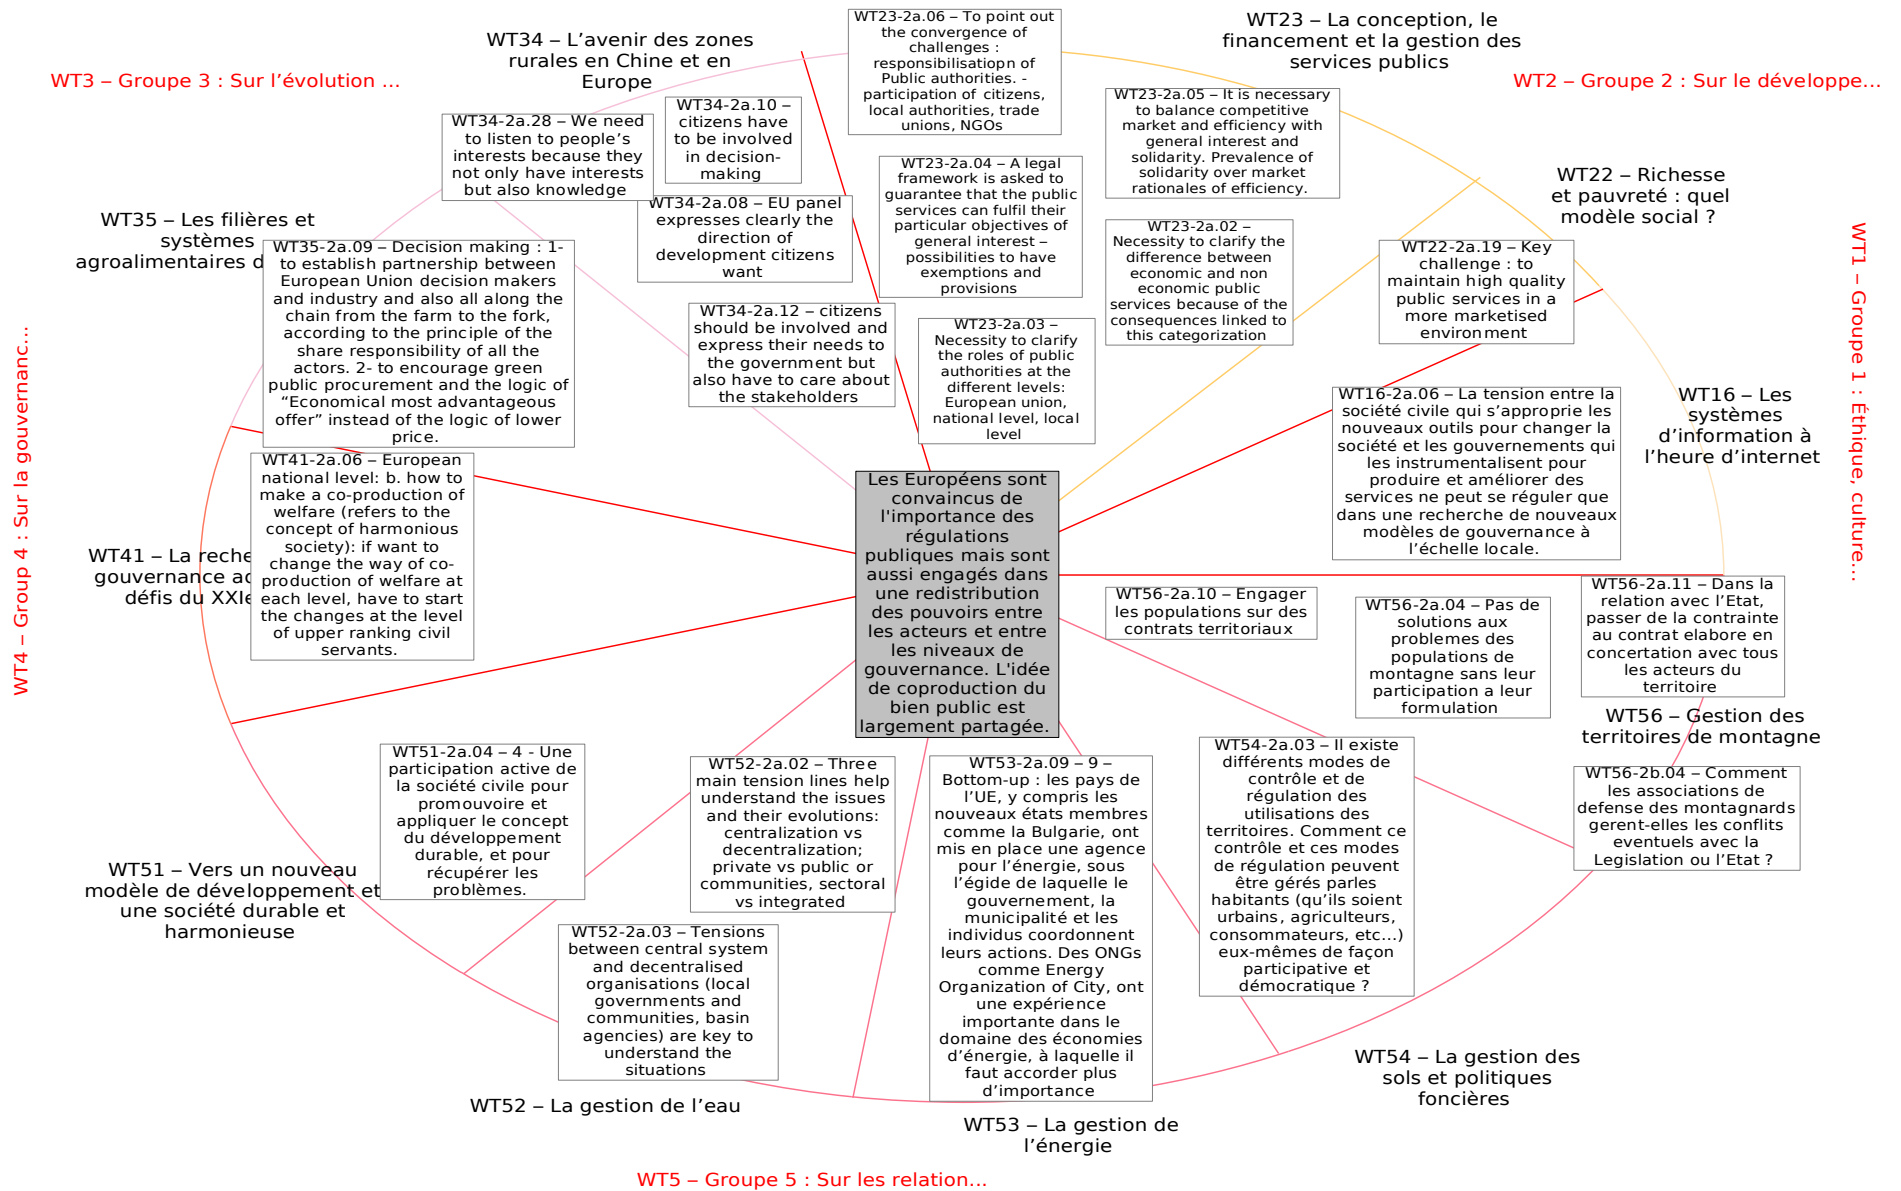 WT23-2a.06 – To point out
the convergence of
challenges :
responsibilisatiopn of
Public authorities. -
participation of citizens,
local authorities, trade
unions, NGOs
WT23 – La conception, le
financement et la gestion des
services publics
WT34 – L’avenir des zones
rurales en Chine et en
Europe
WT3 – Groupe 3 : Sur l’évolution ...
WT2 – Groupe 2 : Sur le développe...
WT34-2a.10 –
citizens have
to be involved
in decision-
making
WT23-2a.05 – It is necessary
to balance competitive
market and efficiency with
general interest and
solidarity. Prevalence of
solidarity over market
rationales of efficiency.
WT34-2a.28 – We need
to listen to people’s
interests because they
not only have interests
but also knowledge
WT23-2a.04 – A legal
framework is asked to
guarantee that the public
services can fulfil their
particular objectives of
general interest –
possibilities to have
exemptions and
provisions
WT22 – Richesse
et pauvreté : quel
modèle social ?
WT34-2a.08 – EU panel
expresses clearly the
direction of
development citizens
want
WT35 – Les filières et
systèmes
agroalimentaires d
WT23-2a.02 –
Necessity to clarify the
difference between
economic and non
economic public
services because of the
consequences linked to
this categorization
WT1 – Groupe 1 : Éthique, culture...
WT35-2a.09 – Decision making : 1-
to establish partnership between
European Union decision makers
and industry and also all along the
chain from the farm to the fork,
according to the principle of the
share responsibility of all the
actors. 2- to encourage green
public procurement and the logic of
“Economical most advantageous
offer” instead of the logic of lower
price.
WT22-2a.19 – Key
challenge : to
maintain high quality
public services in a
more marketised
environment
WT34-2a.12 – citizens
should be involved and
express their needs to
the government but
also have to care about
the stakeholders
WT23-2a.03 –
Necessity to clarify
the roles of public
authorities at the
different levels:
European union,
national level, local
level
WT4 – Group 4 : Sur la gouvernanc...
WT16-2a.06 – La tension entre la
société civile qui s’approprie les
nouveaux outils pour changer la
société et les gouvernements qui
les instrumentalisent pour
produire et améliorer des
services ne peut se réguler que
dans une recherche de nouveaux
modèles de gouvernance à
l’échelle locale.
WT16 – Les
systèmes
d’information à
l’heure d’internet
WT41-2a.06 – European
national level: b. how to
make a co-production of
welfare (refers to the
concept of harmonious
society): if want to
change the way of co-
production of welfare at
each level, have to start
the changes at the level
of upper ranking civil
servants.
Les Européens sont
convaincus de
l'importance des
régulations
publiques mais sont
aussi engagés dans
une redistribution
des pouvoirs entre
les acteurs et entre
les niveaux de
gouvernance. L'idée
de coproduction du
bien public est
largement partagée.
WT41 – La reche
gouvernance ad
défis du XXIe
WT56-2a.10 – Engager
les populations sur des
contrats territoriaux
WT56-2a.04 – Pas de
solutions aux
problemes des
populations de
montagne sans leur
participation a leur
formulation
WT56-2a.11 – Dans la
relation avec l’Etat,
passer de la contrainte
au contrat elabore en
concertation avec tous
les acteurs du
territoire
WT56 – Gestion des
territoires de montagne
WT51-2a.04 – 4 - Une
participation active de
la société civile pour
promouvoire et
appliquer le concept
du développement
durable, et pour
récupérer les
problèmes.
WT52-2a.02 – Three
main tension lines help
understand the issues
and their evolutions:
centralization vs
decentralization;
private vs public or
communities, sectoral
vs integrated
WT53-2a.09 – 9 –
Bottom-up : les pays de
l’UE, y compris les
nouveaux états membres
comme la Bulgarie, ont
mis en place une agence
pour l’énergie, sous
l’égide de laquelle le
gouvernement, la
municipalité et les
individus coordonnent
leurs actions. Des ONGs
comme Energy
Organization of City, ont
une expérience
importante dans le
domaine des économies
d’énergie, à laquelle il
faut accorder plus
d’importance
WT54-2a.03 – Il existe
différents modes de
contrôle et de
régulation des
utilisations des
territoires. Comment ce
contrôle et ces modes
de régulation peuvent
être gérés parles
habitants (qu’ils soient
urbains, agriculteurs,
consommateurs, etc...)
eux-mêmes de façon
participative et
démocratique ?
WT56-2b.04 – Comment
les associations de
defense des montagnards
gerent-elles les conflits
eventuels avec la
Legislation ou l’Etat ?
WT51 – Vers un nouveau
modèle de développement et
une société durable et
harmonieuse
WT52-2a.03 – Tensions
between central system
and decentralised
organisations (local
governments and
communities, basin
agencies) are key to
understand the
situations
WT52 – La gestion de l’eau
WT53 – La gestion de
l’énergie
WT54 – La gestion des
sols et politiques
foncières
WT5 – Groupe 5 : Sur les relation...